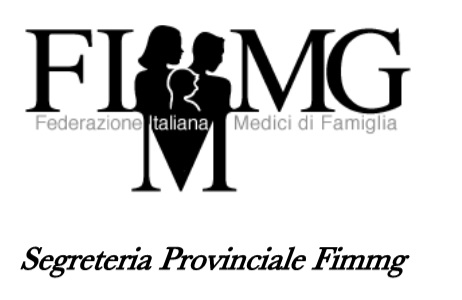 FIMMG
Federazione Italiana Medici di Famiglia
Segreteria Provinciale Fimmg